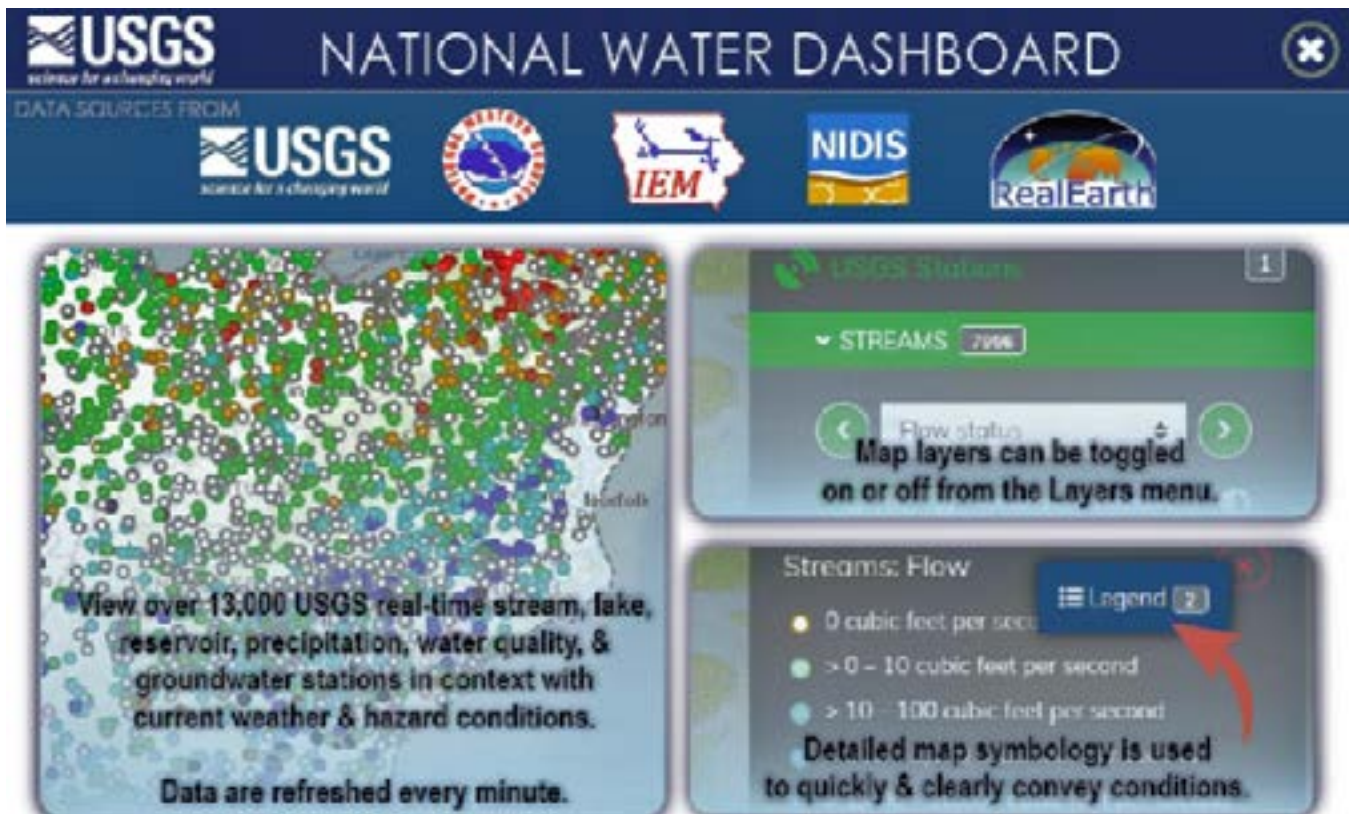 USGS
science for a changing world
NATIONAL WATER DASHBOARD
DATA SOURCES FROM
USGS
science for a changing world
NATIONAL WEATHER SERVICE
IEM
NIDIS
RealEarth
View over 13,000 USGS real-time stream, lake,
reservoir, precipitation, water quality, &
groundwater stations in context with
current weather & hazard conditions.
Data are refreshed every minute.
USGS Stations
1
STREAMS
Flow status
Map layers can be toggled
on or off from the Layers menu.
Streams: Flow
Legend 2
0 cubic feet per
> 0 – 10 cubic feet per second
> 10 – 100 cubic feet per second
Detailed map symbology is used
to quickly & clearly convey conditions.